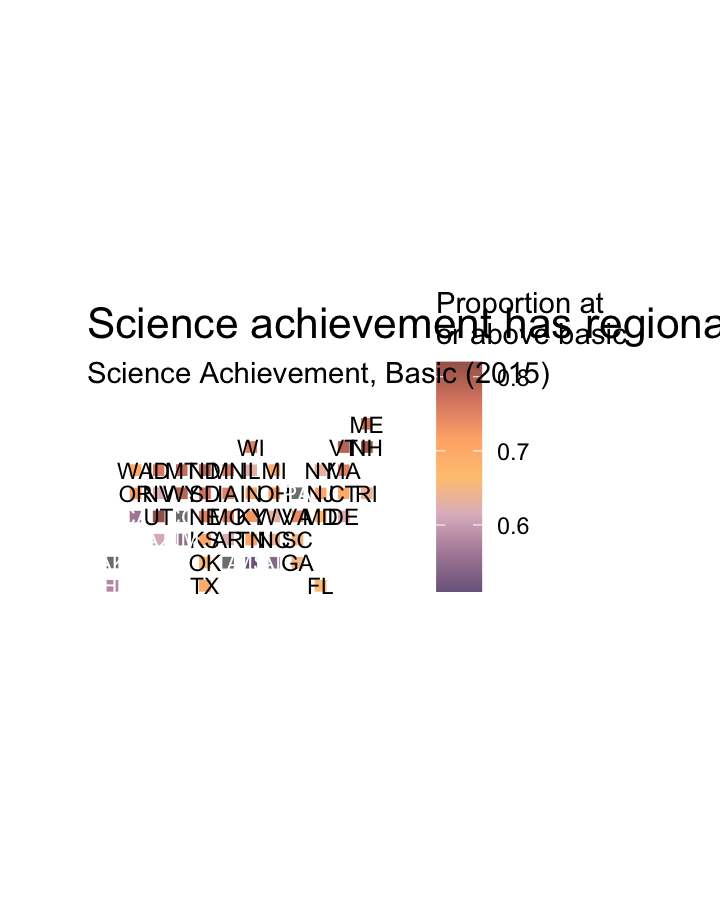 Proportion at
or above basic
Science achievement has regiona
Science Achievement, Basic (2015)
0.8
0.7
0.6
ME
WI VT NH
WA ID MT ND MN IL MI NY MA
OR NV WY SD IA IN OH PA NJ CT RI
CA UT CO NE MO KY WV VA MD DE
AZ NM KS AR TN NC SC
AK OK LA MS AL GA
HI TX FL